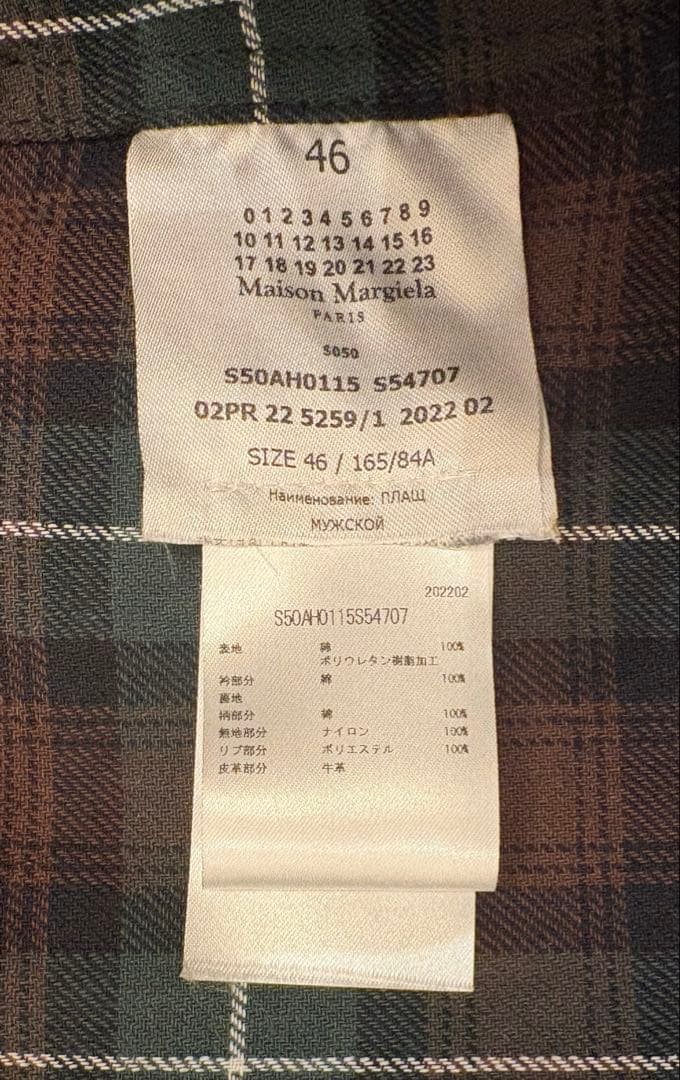 46
0 1 2 3 4 5 6 7 8 9
10 11 12 13 14 15 16
17 18 19 20 21 22 23
Maison Margiela
PARIS
S050
S50AH0115 S54707
02PR 22 5259/1 2022 02
SIZE 46 / 165/84A
Наименование: ПЛАЩ
МУЖСКОЙ
202202
S50AH0115S54707
表地 綿 100%
ポリウレタン樹脂加工
衿部分 綿 100%
裏地
柄部分 綿 100%
無地部分 ナイロン 100%
リブ部分 ポリエステル 100%
皮革部分 牛革